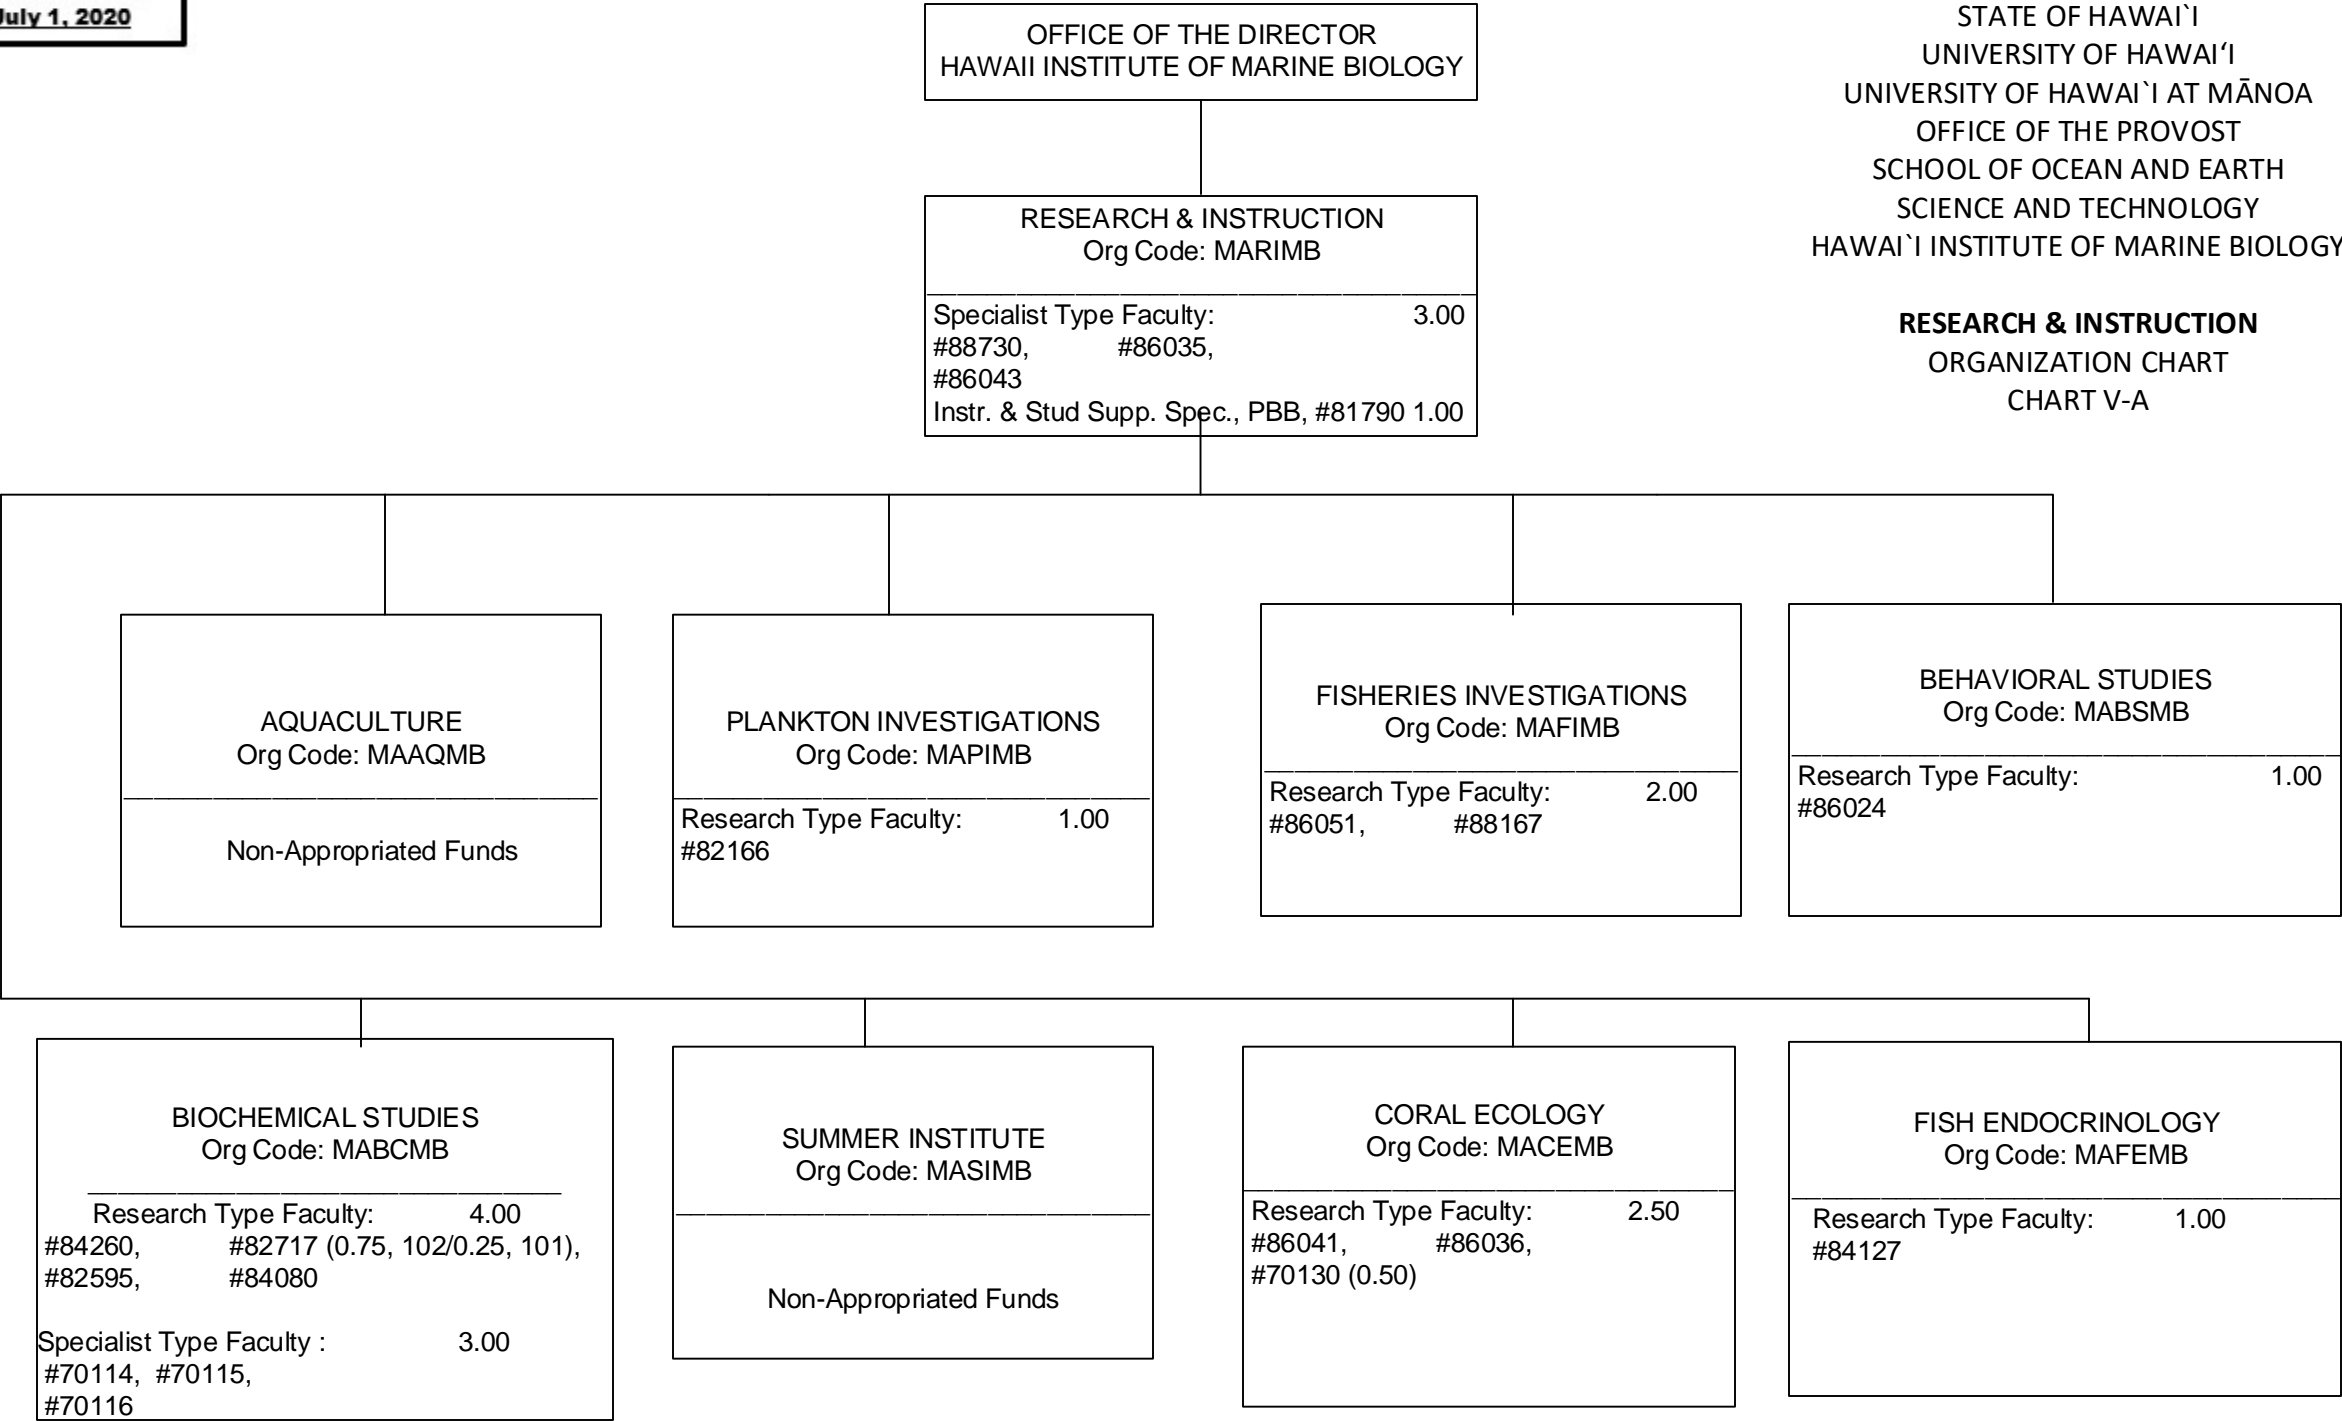 July 1, 2020
OFFICE OF THE DIRECTOR
HAWAII INSTITUTE OF MARINE BIOLOGY
STATE OF HAWAI`I
UNIVERSITY OF HAWAIʻI
UNIVERSITY OF HAWAI`I AT MĀNOA
OFFICE OF THE PROVOST
SCHOOL OF OCEAN AND EARTH
SCIENCE AND TECHNOLOGY
HAWAI`I INSTITUTE OF MARINE BIOLOGY
RESEARCH & INSTRUCTION
ORGANIZATION CHART
CHART V-A
RESEARCH & INSTRUCTION
Org Code: MARIMB
Specialist Type Faculty: 3.00
#88730, #86035,
#86043
Instr. & Stud Supp. Spec., PBB, #81790 1.00
AQUACULTURE
Org Code: MAAQMB
Non-Appropriated Funds
PLANKTON INVESTIGATIONS
Org Code: MAPIMB
Research Type Faculty: 1.00
#82166
FISHERIES INVESTIGATIONS
Org Code: MAFIMB
Research Type Faculty: 2.00
#86051, #88167
BEHAVIORAL STUDIES
Org Code: MABSMB
Research Type Faculty: 1.00
#86024
BIOCHEMICAL STUDIES
Org Code: MABCMB
Research Type Faculty: 4.00
#84260, #82717 (0.75, 102/0.25, 101),
#82595, #84080
Specialist Type Faculty : 3.00
#70114, #70115,
#70116
SUMMER INSTITUTE
Org Code: MASIMB
Non-Appropriated Funds
CORAL ECOLOGY
Org Code: MACEMB
Research Type Faculty: 2.50
#86041, #86036,
#70130 (0.50)
FISH ENDOCRINOLOGY
Org Code: MAFEMB
Research Type Faculty: 1.00
#84127